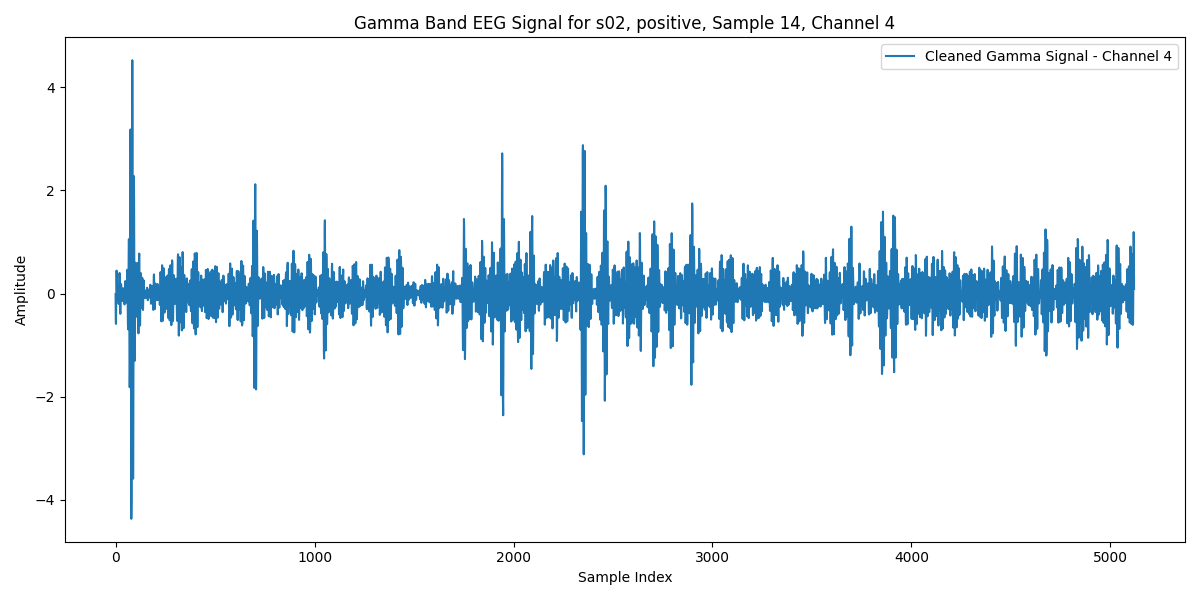 Gamma Band EEG Signal for s02, positive, Sample 14, Channel 4
Cleaned Gamma Signal - Channel 4
Amplitude
4
2
0
−2
−4
0 1000 2000 3000 4000 5000
Sample Index